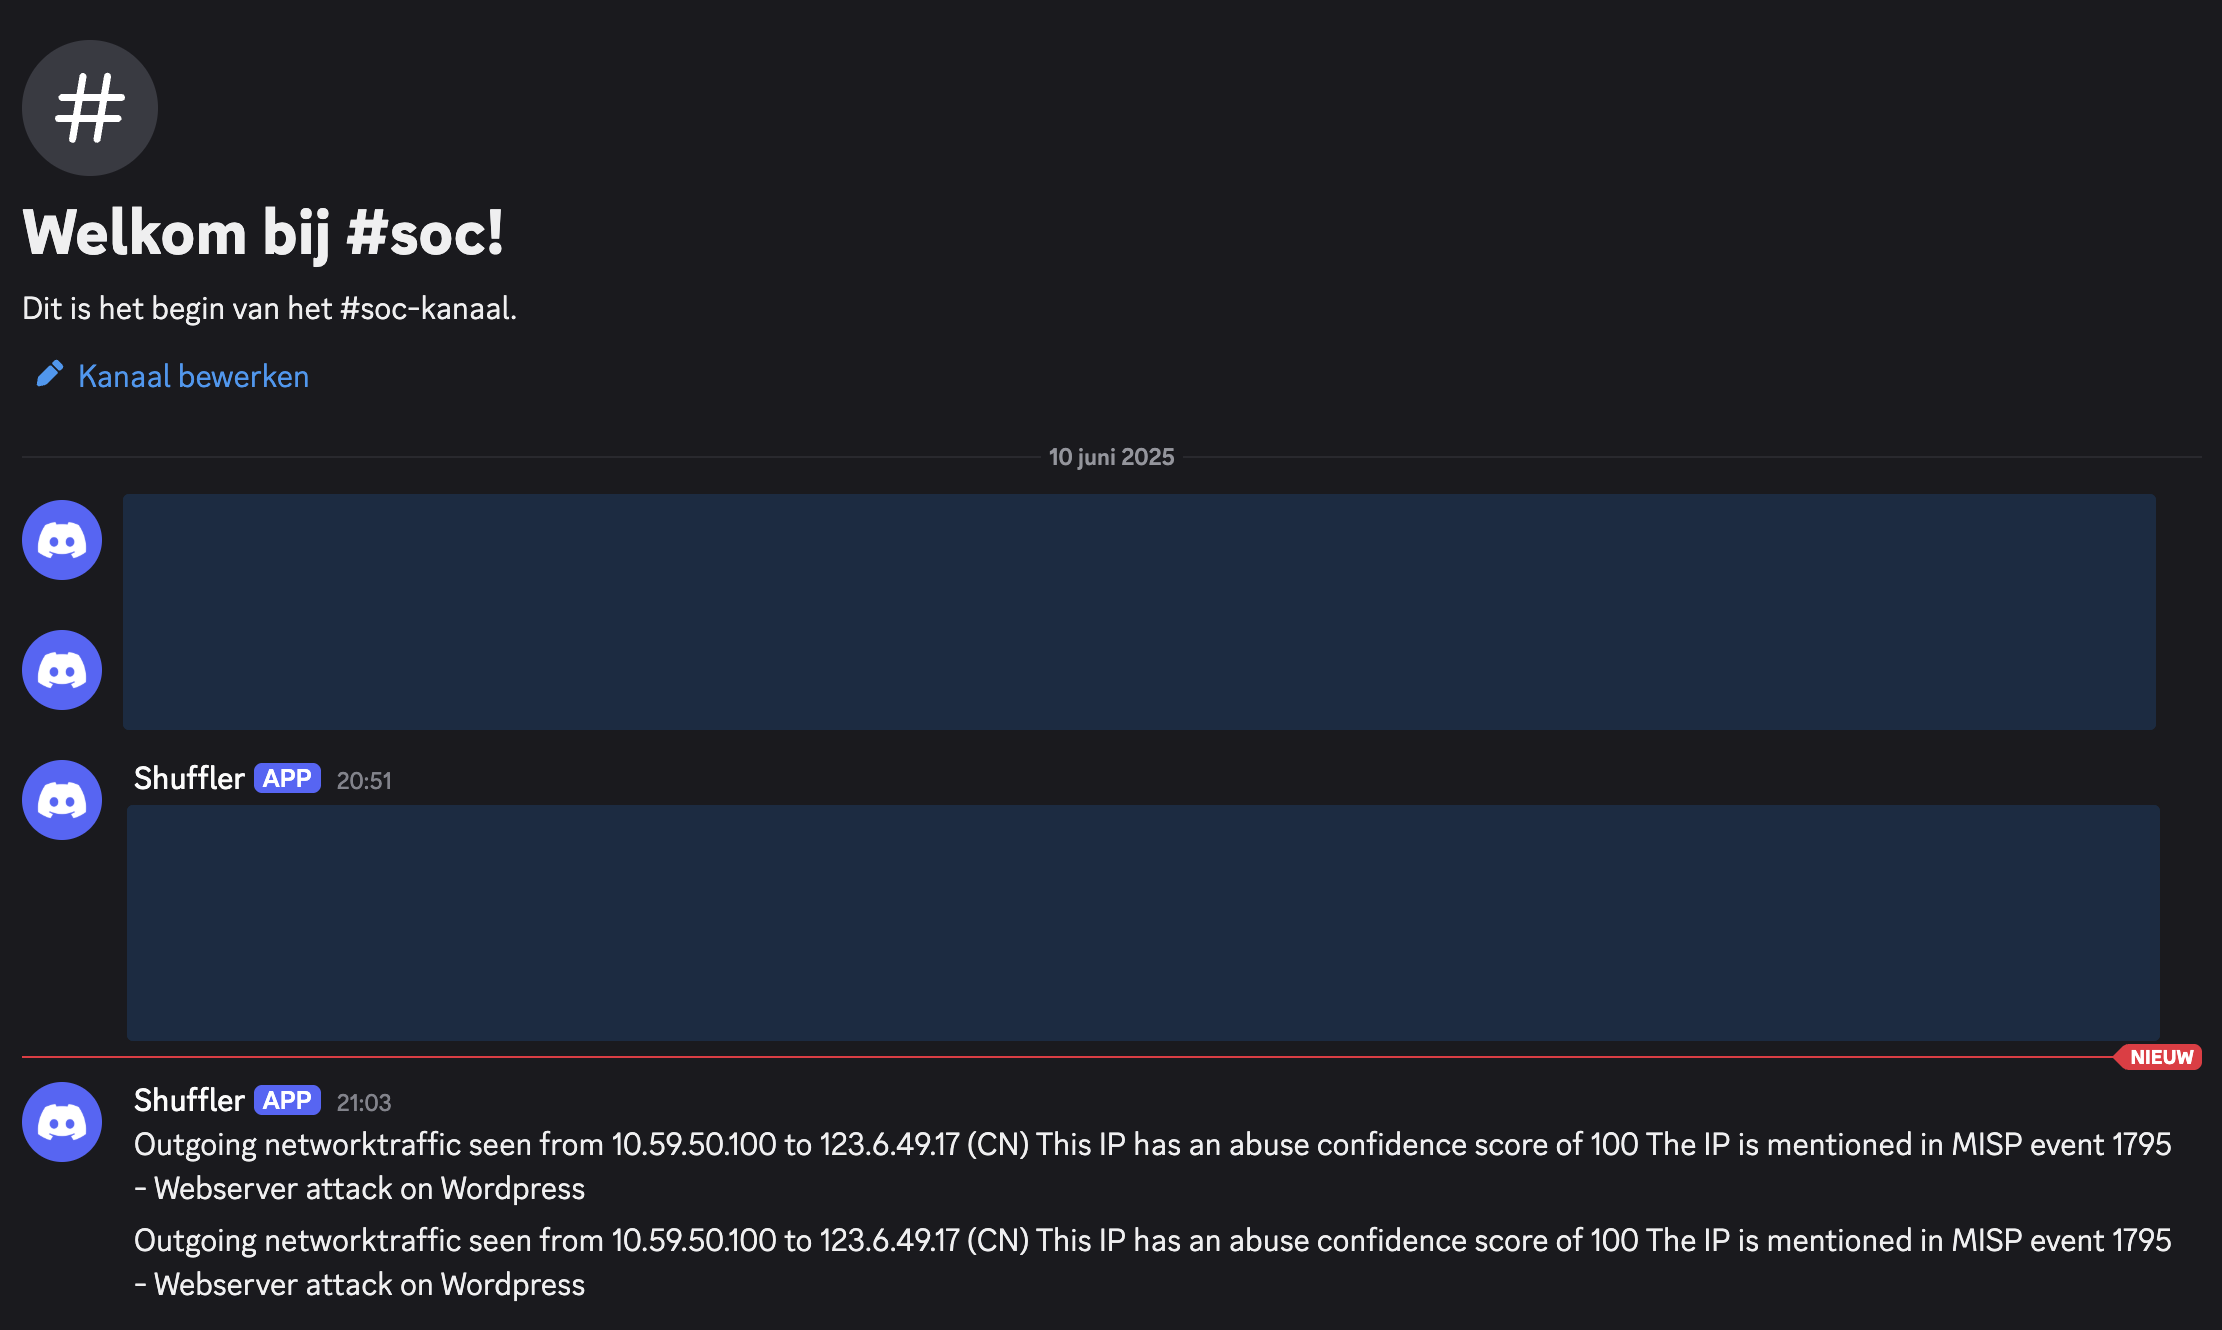 #
Welkom bij #soc!
Dit is het begin van het #soc-kanaal.
Kanaal bewerken
10 juni 2025
Shuffler APP 20:51
NIEUW
Shuffler APP 21:03
Outgoing networktraffic seen from 10.59.50.100 to 123.6.49.17 (CN) This IP has an abuse confidence score of 100 The IP is mentioned in MISP event 1795
- Webserver attack on Wordpress
Outgoing networktraffic seen from 10.59.50.100 to 123.6.49.17 (CN) This IP has an abuse confidence score of 100 The IP is mentioned in MISP event 1795
- Webserver attack on Wordpress